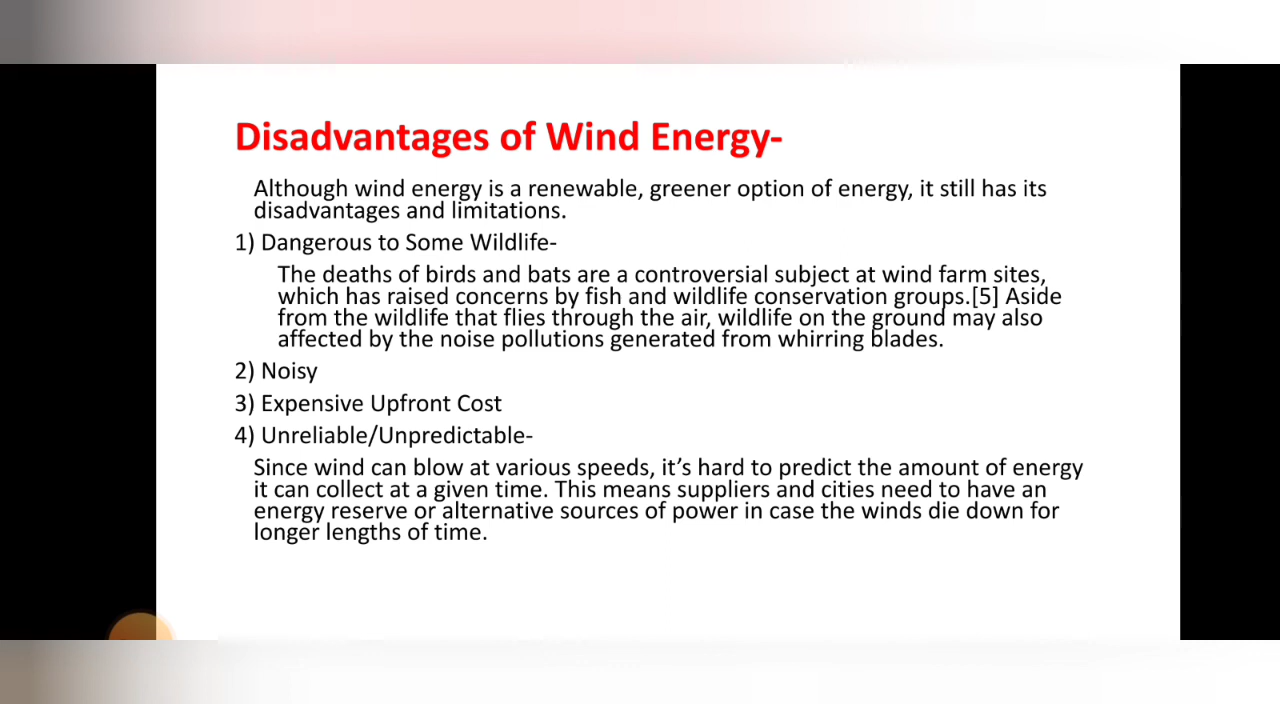 Disadvantages of Wind Energy-
Although wind energy is a renewable, greener option of energy, it still has its
disadvantages and limitations.
1) Dangerous to Some Wildlife-
The deaths of birds and bats are a controversial subject at wind farm sites,
which has raised concerns by fish and wildlife conservation groups.[5] Aside
from the wildlife that flies through the air, wildlife on the ground may also
affected by the noise pollutions generated from whirring blades.
2) Noisy
3) Expensive Upfront Cost
4) Unreliable/Unpredictable-
Since wind can blow at various speeds, it’s hard to predict the amount of energy
it can collect at a given time. This means suppliers and cities need to have an
energy reserve or alternative sources of power in case the winds die down for
longer lengths of time.